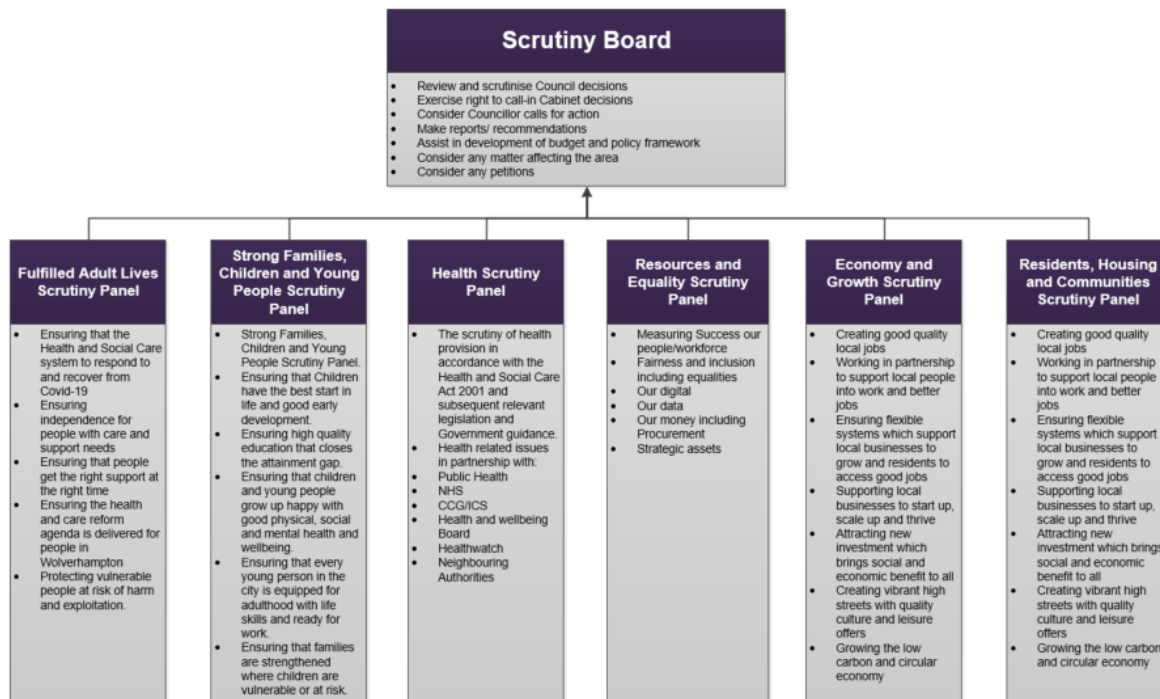 Scrutiny Board
• Review and scrutinise Council decisions
• Exercise right to call-in Cabinet decisions
• Consider Councillor calls for action
• Make reports/ recommendations
• Assist in development of budget and policy framework
• Consider any matter affecting the area
• Consider any petitions
Fulfilled Adult Lives
Scrutiny Panel
• Ensuring that the
Health and Social Care
system to respond to
and recover from
Covid-19
• Ensuring
independence for
people with care and
support needs
• Ensuring that people
get the right support at
the right time
• Ensuring the health
and care reform
agenda is delivered for
people in
Wolverhampton
• Protecting vulnerable
people at risk of harm
and exploitation.
Strong Families,
Children and Young
People Scrutiny
Panel
• Strong Families,
Children and Young
People Scrutiny Panel.
• Ensuring that Children
have the best start in
life and good early
development.
• Ensuring high quality
education that closes
the attainment gap.
• Ensuring that children
and young people
grow up happy with
good physical, social
and mental health and
wellbeing.
• Ensuring that every
young person in the
city is equipped for
adulthood with life
skills and ready for
work.
• Ensuring that families
are strengthened
where children are
vulnerable or at risk.
Health Scrutiny
Panel
• The scrutiny of health
provision in
accordance with the
Health and Social Care
Act 2001 and
subsequent relevant
legislation and
Government guidance.
• Health related issues
in partnership with:
• Public Health
• NHS
• CCG/ICS
• Health and wellbeing
Board
• Healthwatch
• Neighbouring
Authorities
Resources and
Equality Scrutiny
Panel
• Measuring Success our
people/workforce
• Fairness and inclusion
including equalities
• Our digital
• Our data
• Our money including
Procurement
• Strategic assets
Economy and
Growth Scrutiny
Panel
• Creating good quality
local jobs
• Working in partnership
to support local people
into work and better
jobs
• Ensuring flexible
systems which support
local businesses to
grow and residents to
access good jobs
• Supporting local
businesses to start up,
scale up and thrive
• Attracting new
investment which
brings social and
economic benefit to all
• Creating vibrant high
streets with quality
culture and leisure
offers
• Growing the low
carbon and circular
economy
Residents, Housing
and Communities
Scrutiny Panel
• Creating good quality
local jobs
• Working in partnership
to support local people
into work and better
jobs
• Ensuring flexible
systems which support
local businesses to
grow and residents to
access good jobs
• Supporting local
businesses to start up,
scale up and thrive
• Attracting new
investment which brings
social and economic
benefit to all
• Creating vibrant high
streets with quality
culture and leisure
offers
• Growing the low carbon
and circular economy